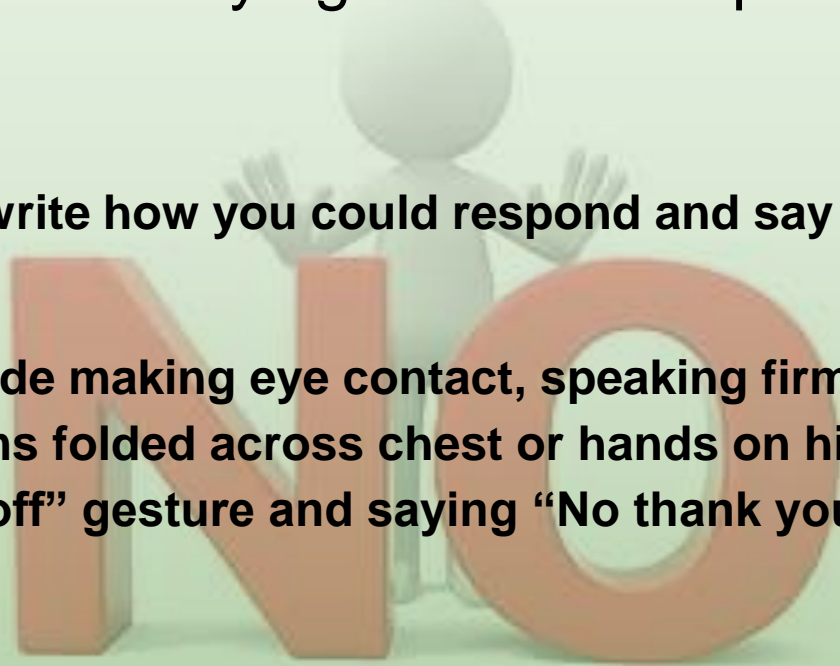 write how you could respond and say
de making eye contact, speaking firm
ns folded across chest or hands on hi
off” gesture and saying “No thank you
NO